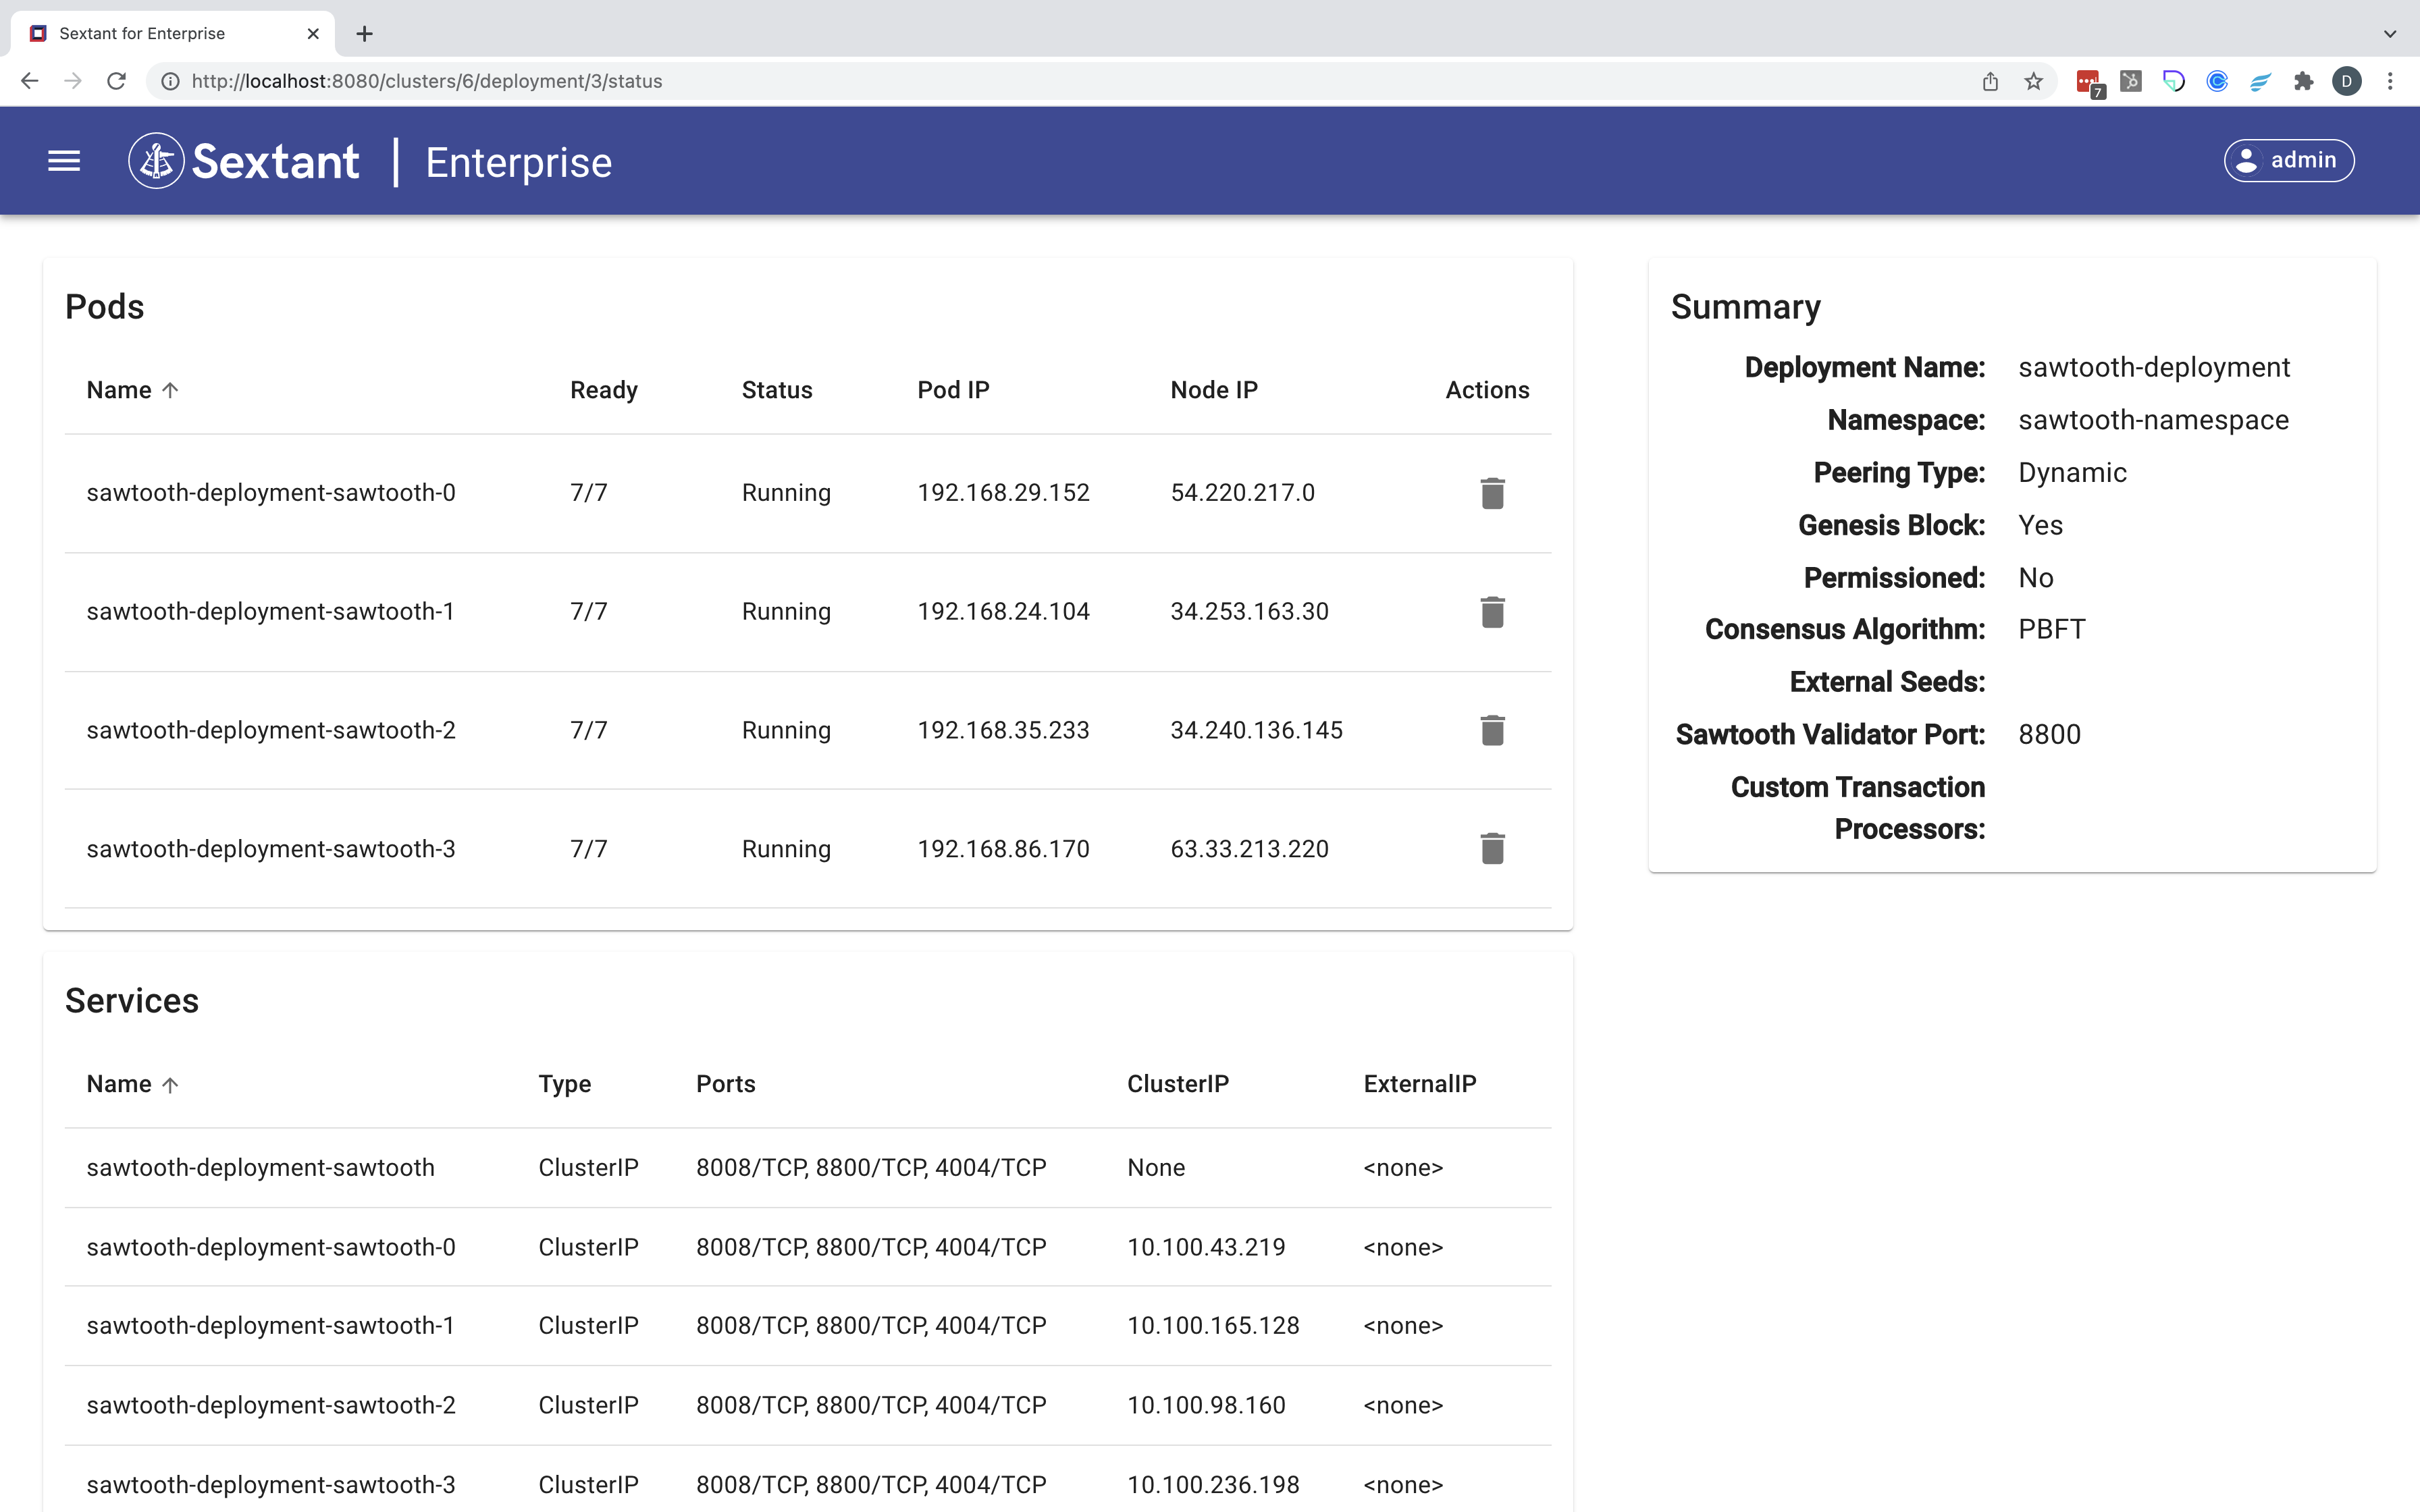 Sextant for Enterprise
http://localhost:8080/clusters/6/deployment/3/status
7
D
Sextant | Enterprise
admin
Pods
Name Ready Status Pod IP Node IP Actions
sawtooth-deployment-sawtooth-0 7/7 Running 192.168.29.152 54.220.217.0
sawtooth-deployment-sawtooth-1 7/7 Running 192.168.24.104 34.253.163.30
sawtooth-deployment-sawtooth-2 7/7 Running 192.168.35.233 34.240.136.145
sawtooth-deployment-sawtooth-3 7/7 Running 192.168.86.170 63.33.213.220
Summary
Deployment Name: sawtooth-deployment
Namespace: sawtooth-namespace
Peering Type: Dynamic
Genesis Block: Yes
Permissioned: No
Consensus Algorithm: PBFT
External Seeds:
Sawtooth Validator Port: 8800
Custom Transaction
Processors:
Services
Name Type Ports ClusterIP ExternalIP
sawtooth-deployment-sawtooth ClusterIP 8008/TCP, 8800/TCP, 4004/TCP None <none>
sawtooth-deployment-sawtooth-0 ClusterIP 8008/TCP, 8800/TCP, 4004/TCP 10.100.43.219 <none>
sawtooth-deployment-sawtooth-1 ClusterIP 8008/TCP, 8800/TCP, 4004/TCP 10.100.165.128 <none>
sawtooth-deployment-sawtooth-2 ClusterIP 8008/TCP, 8800/TCP, 4004/TCP 10.100.98.160 <none>
sawtooth-deployment-sawtooth-3 ClusterIP 8008/TCP, 8800/TCP, 4004/TCP 10.100.236.198 <none>